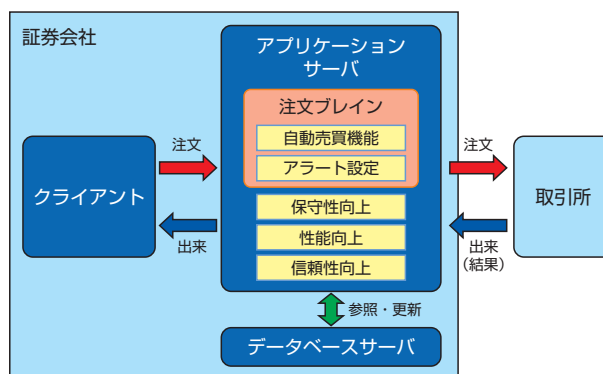 証券会社
アプリケーション
サーバ
注文ブレイン
自動売買機能
アラート設定
保守性向上
性能向上
信頼性向上
クライアント
注文
出来
注文
出来
(結果)
取引所
参照・更新
データベースサーバ